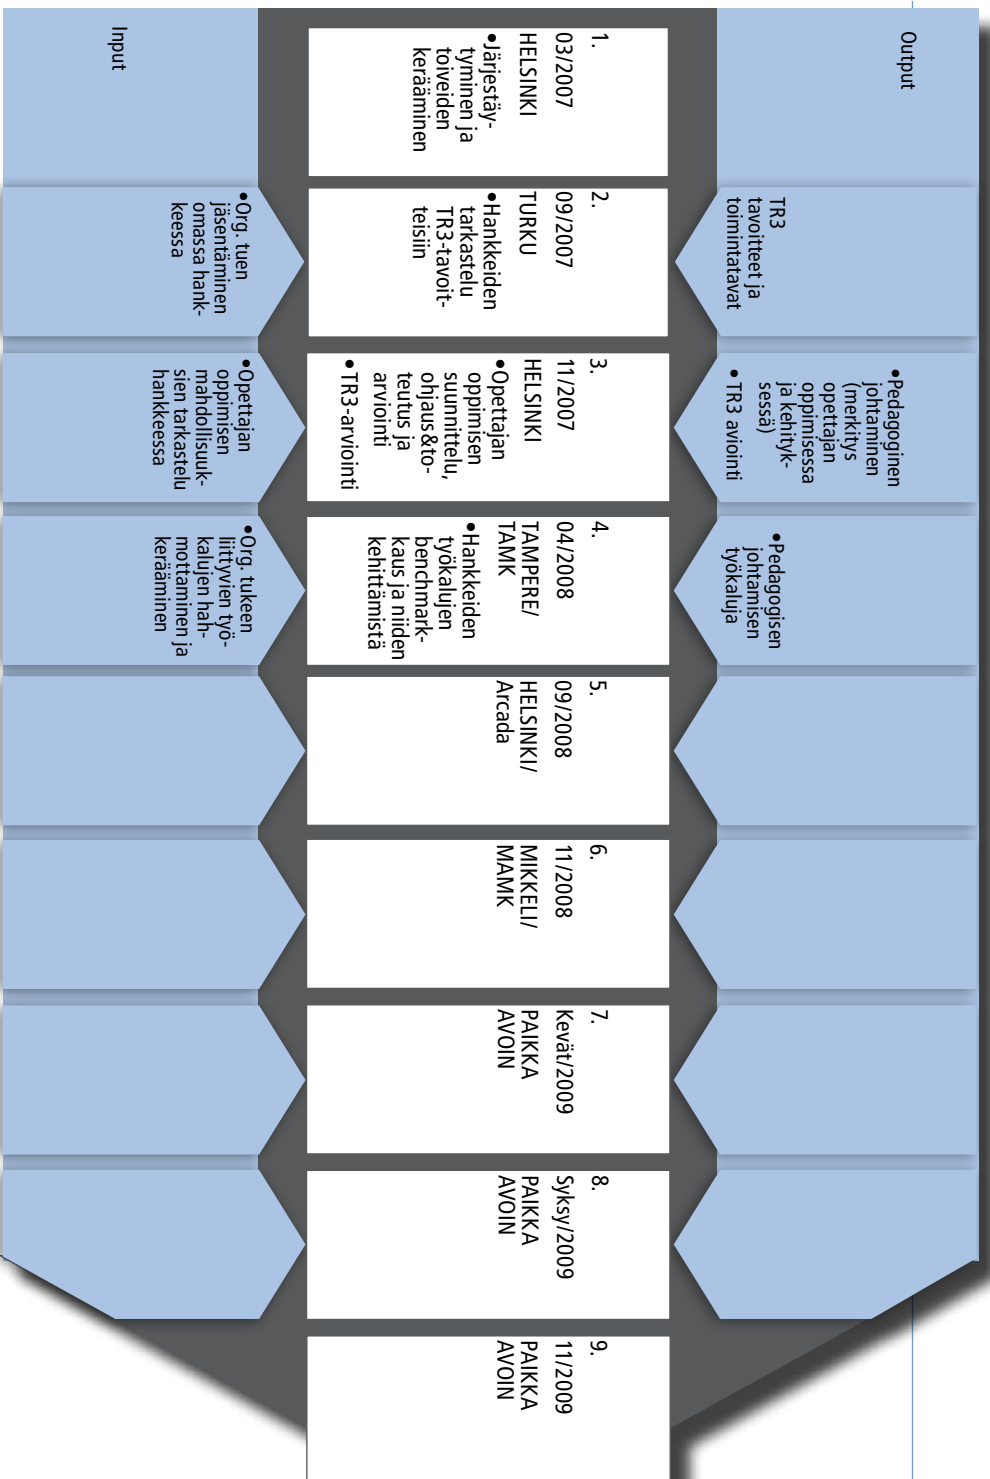 Output
TR3
tavoitteet ja
toimintatavat
•Pedagoginen
johtaminen
(merkitys
opettajan
oppimisessa
ja kehityk-
sessä)
• TR3 aviointi
•Pedagogisen
johtamisen
työkaluja
1.
03/2007
HELSINKI
•Järjestäy-
tyminen ja
toiveiden
kerääminen
2.
09/2007
TURKU
•Hankkeiden
tarkastelu
TR3-tavoit-
teisiin
3.
11/2007
HELSINKI
•Opettajan
oppimisen
suunnittelu,
ohjaus&to-
teutus ja
arviointi
• TR3-arviointi
4.
04/2008
TAMPERE/
TAMK
•Hankkeiden
työkalujen
benchmark-
kaus ja niiden
kehittämistä
5.
09/2008
HELSINKI/
Arcada
6.
11/2008
MIKKELI/
MAMK
7.
Kevät/2009
PAIKKA
AVOIN
8.
Syksy/2009
PAIKKA
AVOIN
9.
11/2009
PAIKKA
AVOIN
Input
•Org. tuen
jäsentäminen
omassa hank-
keessa
•Opettajan
oppimisen
mahdollisuuk-
sien tarkastelu
hankkeessa
•Org. tukeen
liittyvien työ-
kalujen hah-
mottaminen ja
kerääminen